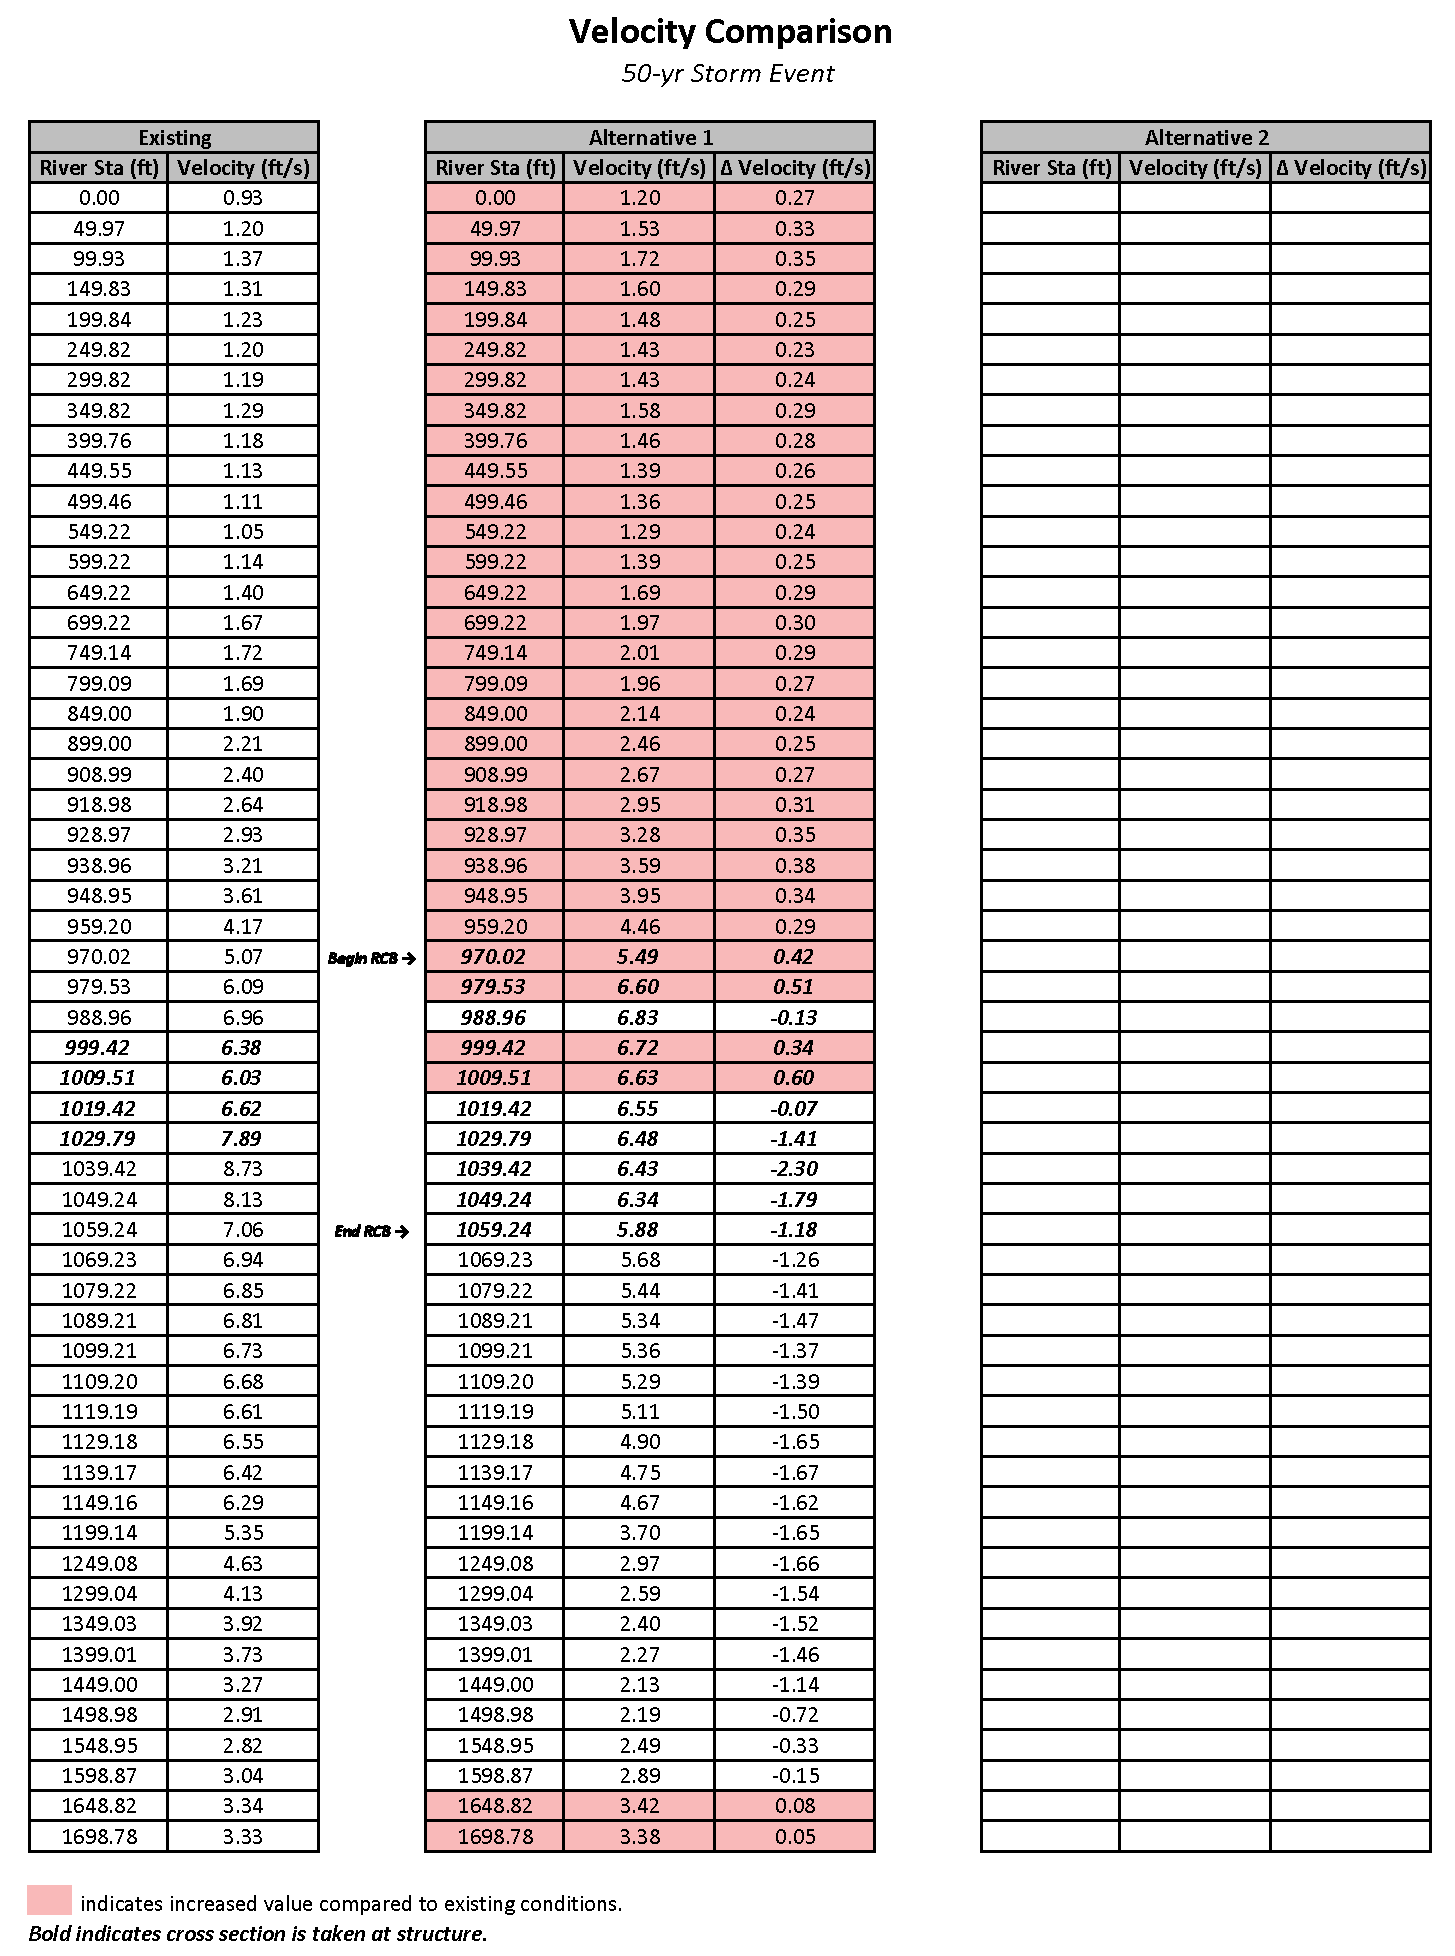 Velocity Comparison
50-yr Storm Event
Existing Alternative 1 Alternative 2
River Sta (ft) Velocity (ft/s) River Sta (ft) Velocity (ft/s) Δ Velocity (ft/s) River Sta (ft) Velocity (ft/s) Δ Velocity (ft/s)
0.00 0.93 0.00 1.20 0.27
49.97 1.20 49.97 1.53 0.33
99.93 1.37 99.93 1.72 0.35
149.83 1.31 149.83 1.60 0.29
199.84 1.23 199.84 1.48 0.25
249.82 1.20 249.82 1.43 0.23
299.82 1.19 299.82 1.43 0.24
349.82 1.29 349.82 1.58 0.29
399.76 1.18 399.76 1.46 0.28
449.55 1.13 449.55 1.39 0.26
499.46 1.11 499.46 1.36 0.25
549.22 1.05 549.22 1.29 0.24
599.22 1.14 599.22 1.39 0.25
649.22 1.40 649.22 1.69 0.29
699.22 1.67 699.22 1.97 0.30
749.14 1.72 749.14 2.01 0.29
799.09 1.69 799.09 1.96 0.27
849.00 1.90 849.00 2.14 0.24
899.00 2.21 899.00 2.46 0.25
908.99 2.40 908.99 2.67 0.27
918.98 2.64 918.98 2.95 0.31
928.97 2.93 928.97 3.28 0.35
938.96 3.21 938.96 3.59 0.38
948.95 3.61 948.95 3.95 0.34
959.20 4.17 959.20 4.46 0.29
970.02 5.07 Begin RCB → 970.02 5.49 0.42
979.53 6.09 979.53 6.60 0.51
988.96 6.96 988.96 6.83 -0.13
999.42 6.38 999.42 6.72 0.34
1009.51 6.03 1009.51 6.63 0.60
1019.42 6.62 1019.42 6.55 -0.07
1029.79 7.89 1029.79 6.48 -1.41
1039.42 8.73 1039.42 6.43 -2.30
1049.24 8.13 1049.24 6.34 -1.79
1059.24 7.06 End RCB → 1059.24 5.88 -1.18
1069.23 6.94 1069.23 5.68 -1.26
1079.22 6.85 1079.22 5.44 -1.41
1089.21 6.81 1089.21 5.34 -1.47
1099.21 6.73 1099.21 5.36 -1.37
1109.20 6.68 1109.20 5.29 -1.39
1119.19 6.61 1119.19 5.11 -1.50
1129.18 6.55 1129.18 4.90 -1.65
1139.17 6.42 1139.17 4.75 -1.67
1149.16 6.29 1149.16 4.67 -1.62
1199.14 5.35 1199.14 3.70 -1.65
1249.08 4.63 1249.08 2.97 -1.66
1299.04 4.13 1299.04 2.59 -1.54
1349.03 3.92 1349.03 2.40 -1.52
1399.01 3.73 1399.01 2.27 -1.46
1449.00 3.27 1449.00 2.13 -1.14
1498.98 2.91 1498.98 2.19 -0.72
1548.95 2.82 1548.95 2.49 -0.33
1598.87 3.04 1598.87 2.89 -0.15
1648.82 3.34 1648.82 3.42 0.08
1698.78 3.33 1698.78 3.38 0.05
indicates increased value compared to existing conditions.
Bold indicates cross section is taken at structure.